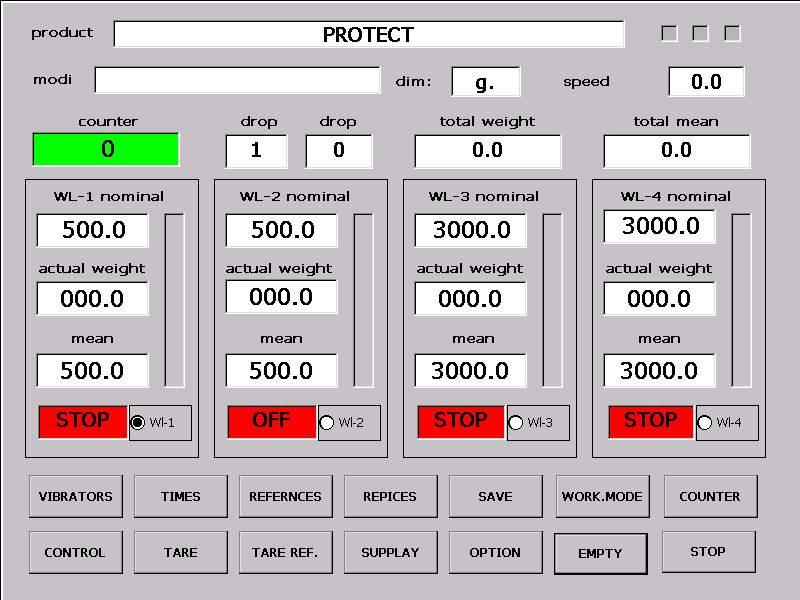 product PROTECT
modi dim: g. speed 0.0
counter drop drop total weight total mean
0 1 0 0.0 0.0
WL-1 nominal WL-2 nominal WL-3 nominal WL-4 nominal
500.0 500.0 3000.0 3000.0
actual weight actual weight actual weight actual weight
000.0 000.0 000.0 000.0
mean mean mean mean
500.0 500.0 3000.0 3000.0
STOP Wl-1 OFF Wl-2 STOP Wl-3 STOP Wl-4
VIBRATORS TIMES REFERNCES REPICES SAVE WORK.MODE COUNTER
CONTROL TARE TARE REF. SUPPLAY OPTION EMPTY STOP